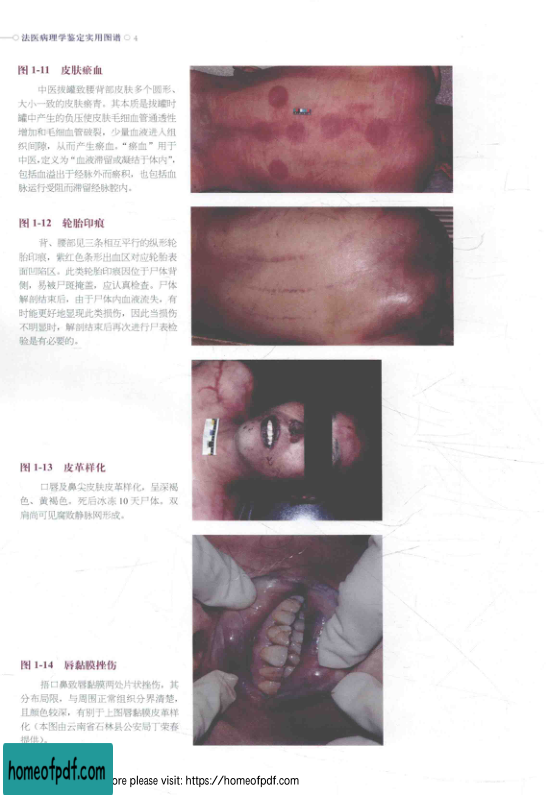 法医病理学鉴定实用图谱 4
图 1-11 皮肤瘀血
中医拔罐致腰背部皮肤多个圆形、
大小一致的皮肤瘀青。其本质是拔罐时
罐中产生的负压使皮肤毛细血管通透性
增加和毛细血管破裂，少量血液进入组
织间隙，从而产生瘀血。“瘀血”用于
中医，定义为“血液滞留或凝结于体内”，
包括血溢出于经脉外而瘀积，也包括血
脉运行受阻而滞留经脉腔内。
图 1-12 轮胎印痕
背、腰部见三条相互平行的纵形轮
胎印痕，紫红色条形出血区对应轮胎表
面凹陷区。此类轮胎印痕因位于尸体背
侧，易被尸斑掩盖，应认真检查。尸体
解剖结束后，由于尸体内血液流失，有
时能更好地显现此类损伤，因此当损伤
不明显时，解剖结束后再次进行尸表检
验是有必要的。
图 1-13 皮革样化
口唇及鼻尖皮肤皮革样化，呈深褐
色、黄褐色。死后冰冻 10 天尸体。双
肩尚可见腐败静脉网形成。
图 1-14 唇黏膜挫伤
捂口鼻致唇黏膜两处片状挫伤，其
分布局限，与周围正常组织分界清楚，
且颜色较深，有别于上图唇黏膜皮革样
化（本图由云南省石林县公安局丁荣春
提供）。
homeofpdf.com
ore please visit: https://homeofpdf.com